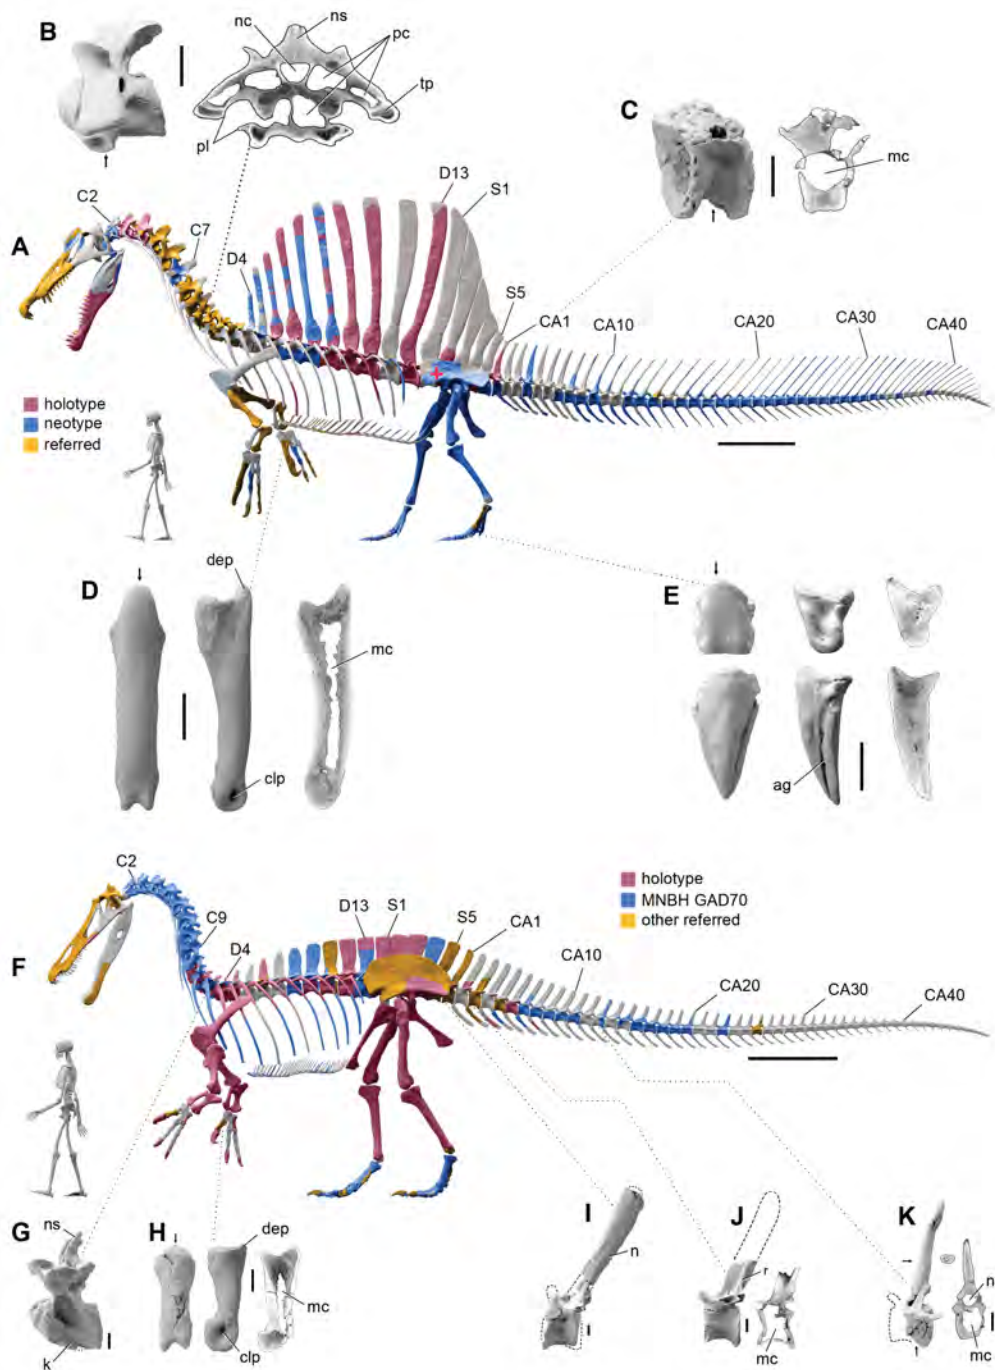 B
nc
ns
pc
tp
pl
C
mc
A
C2
C7
D4
D13
S1
S5
CA1
CA10
CA20
CA30
CA40
holotype
neotype
referred
D
dep
mc
clp
E
ag
F
C2
C9
D4
D13
S1
S5
CA1
CA10
CA20
CA30
CA40
holotype
MNBH GAD70
other referred
G
ns
k
H
dep
mc
clp
I
n
J
r
mc
K
n
mc